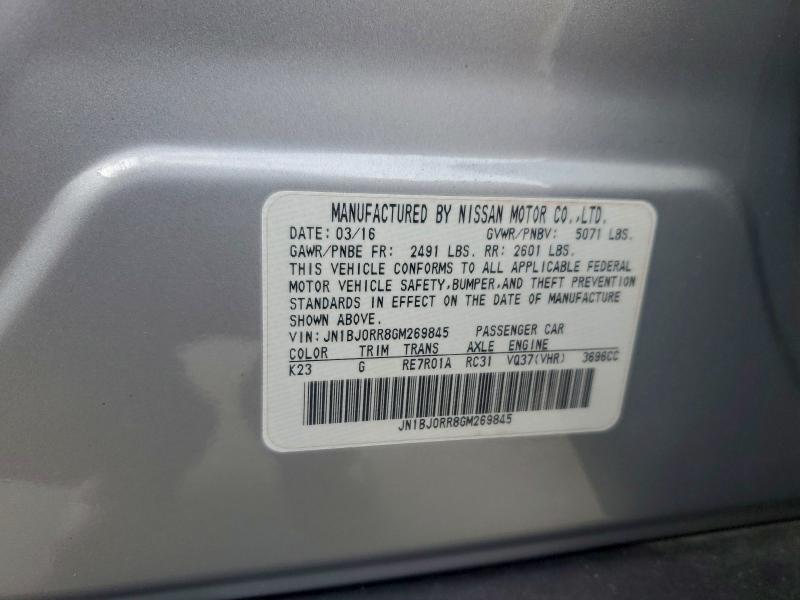 MANUFACTURED BY NISSAN MOTOR CO.,LTD.
DATE: 03/16 GVWR/PNBV: 5071 LBS.
GAWR/PNBE FR: 2491 LBS. RR: 2601 LBS.
THIS VEHICLE CONFORMS TO ALL APPLICABLE FEDERAL
MOTOR VEHICLE SAFETY,BUMPER,AND THEFT PREVENTION
STANDARDS IN EFFECT ON THE DATE OF MANUFACTURE
SHOWN ABOVE.
VIN: JN1BJ0RR8GM269845 PASSENGER CAR
COLOR TRIM TRANS AXLE ENGINE
K23 G RE7R01A RC31 VQ37(VHR) 3696CC
JN1BJ0RR8GM269845